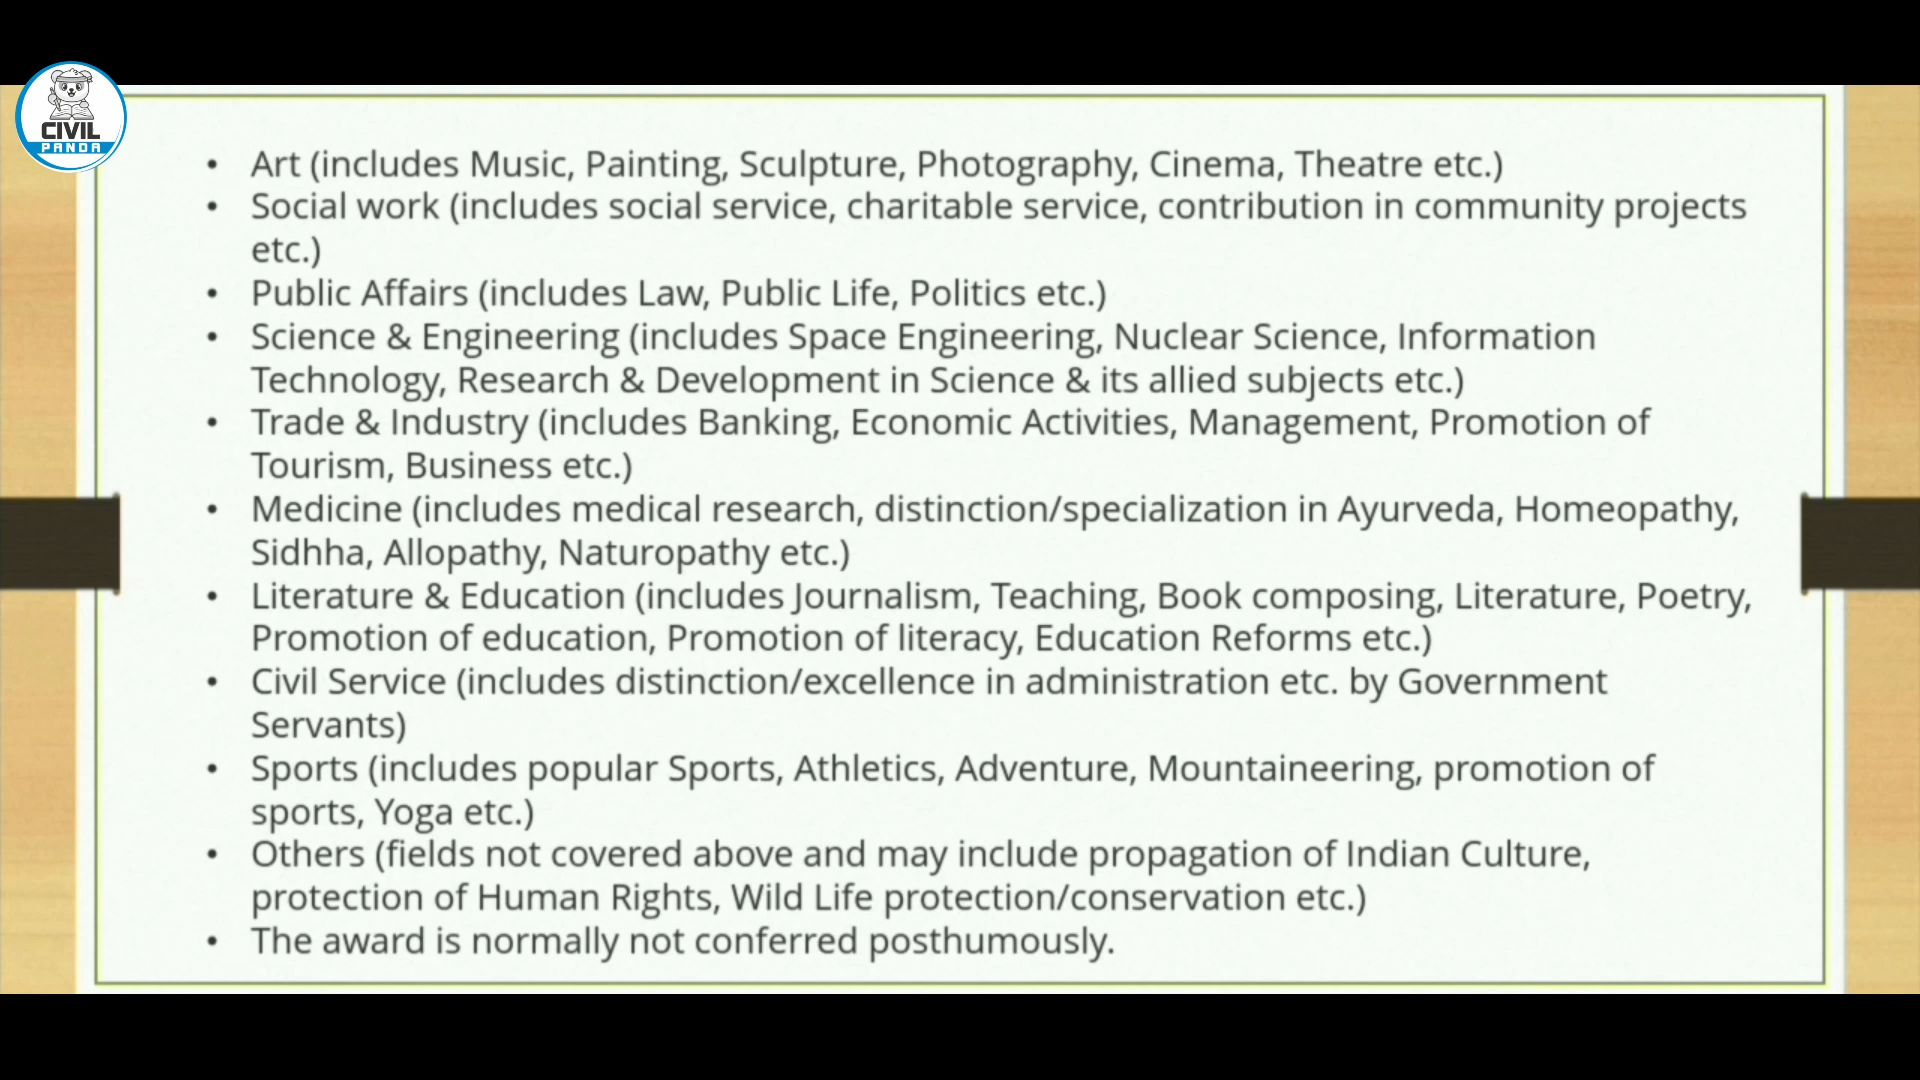 CIVIL
PANDA
• Art (includes Music, Painting, Sculpture, Photography, Cinema, Theatre etc.)
• Social work (includes social service, charitable service, contribution in community projects
etc.)
• Public Affairs (includes Law, Public Life, Politics etc.)
• Science & Engineering (includes Space Engineering, Nuclear Science, Information
Technology, Research & Development in Science & its allied subjects etc.)
• Trade & Industry (includes Banking, Economic Activities, Management, Promotion of
Tourism, Business etc.)
• Medicine (includes medical research, distinction/specialization in Ayurveda, Homeopathy,
Sidhha, Allopathy, Naturopathy etc.)
• Literature & Education (includes Journalism, Teaching, Book composing, Literature, Poetry,
Promotion of education, Promotion of literacy, Education Reforms etc.)
• Civil Service (includes distinction/excellence in administration etc. by Government
Servants)
• Sports (includes popular Sports, Athletics, Adventure, Mountaineering, promotion of
sports, Yoga etc.)
• Others (fields not covered above and may include propagation of Indian Culture,
protection of Human Rights, Wild Life protection/conservation etc.)
• The award is normally not conferred posthumously.